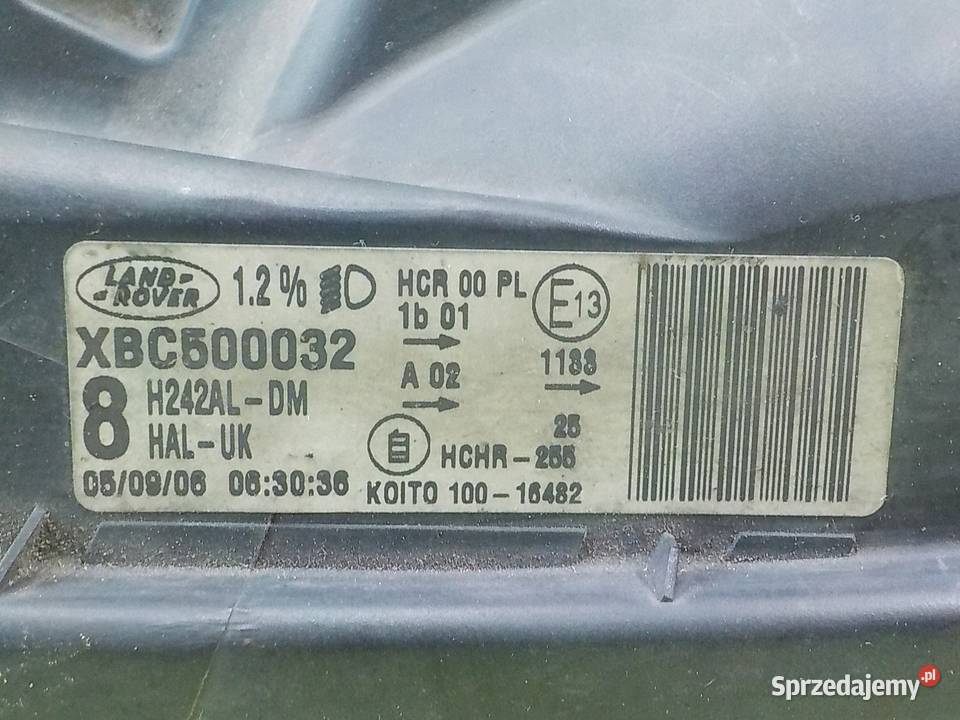 LAND-
-ROVER
1.2%
HCR 00 PL
1b 01
E13
XBC500032
A 02
1188
8
H242AL-DM
HAL-UK
25
HCHR-255
05/09/06 06:30:36
KOITO 100-16482
Sprzedajemy.pl